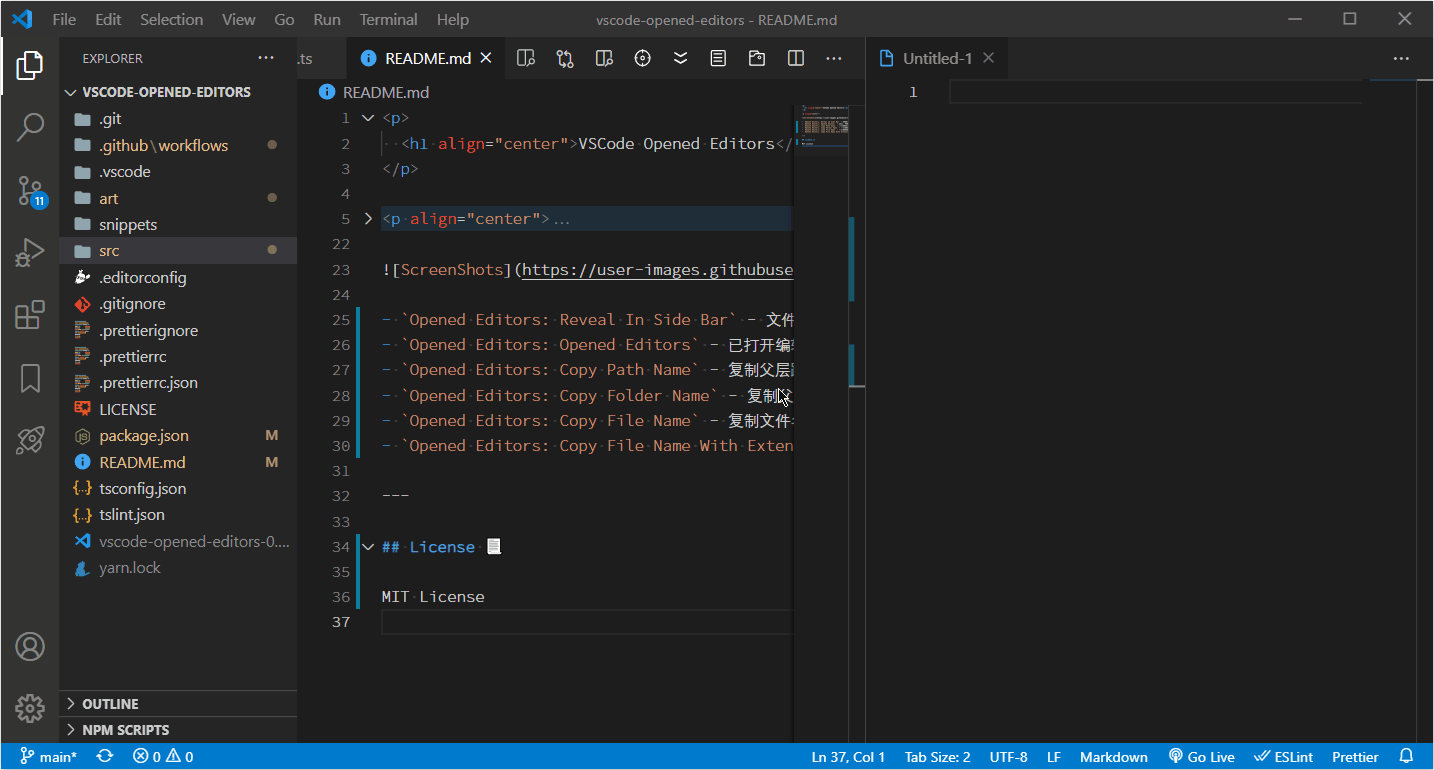 File Edit Selection View Go Run Terminal Help vscode-opened-editors - README.md
EXPLORER ··· .ts README.md Untitled-1 ···
VSCODE-OPENED-EDITORS
.git
.github\workflows
.vscode
art
snippets
src
.editorconfig
.gitignore
.prettierignore
.prettierrc
.prettierrc.json
LICENSE
package.json M
README.md M
tsconfig.json
tslint.json
vscode-opened-editors-0....
yarn.lock
OUTLINE
NPM SCRIPTS
11
README.md
1 <p>
2 <h1 align="center">VSCode Opened Editors</
3 </p>
4
5 <p align="center">...
22
23 ![ScreenShots](https://user-images.githubuse
24
25 - `Opened Editors: Reveal In Side Bar` - 文件
26 - `Opened Editors: Opened Editors` - 已打开编
27 - `Opened Editors: Copy Path Name` - 复制父层
28 - `Opened Editors: Copy Folder Name` - 复制
29 - `Opened Editors: Copy File Name` - 复制文件
30 - `Opened Editors: Copy File Name With Exten
31
32 ---
33
34 ## License
35
36 MIT License
37
1
main* 0 0 Ln 37, Col 1 Tab Size: 2 UTF-8 LF Markdown Go Live ESLint Prettier